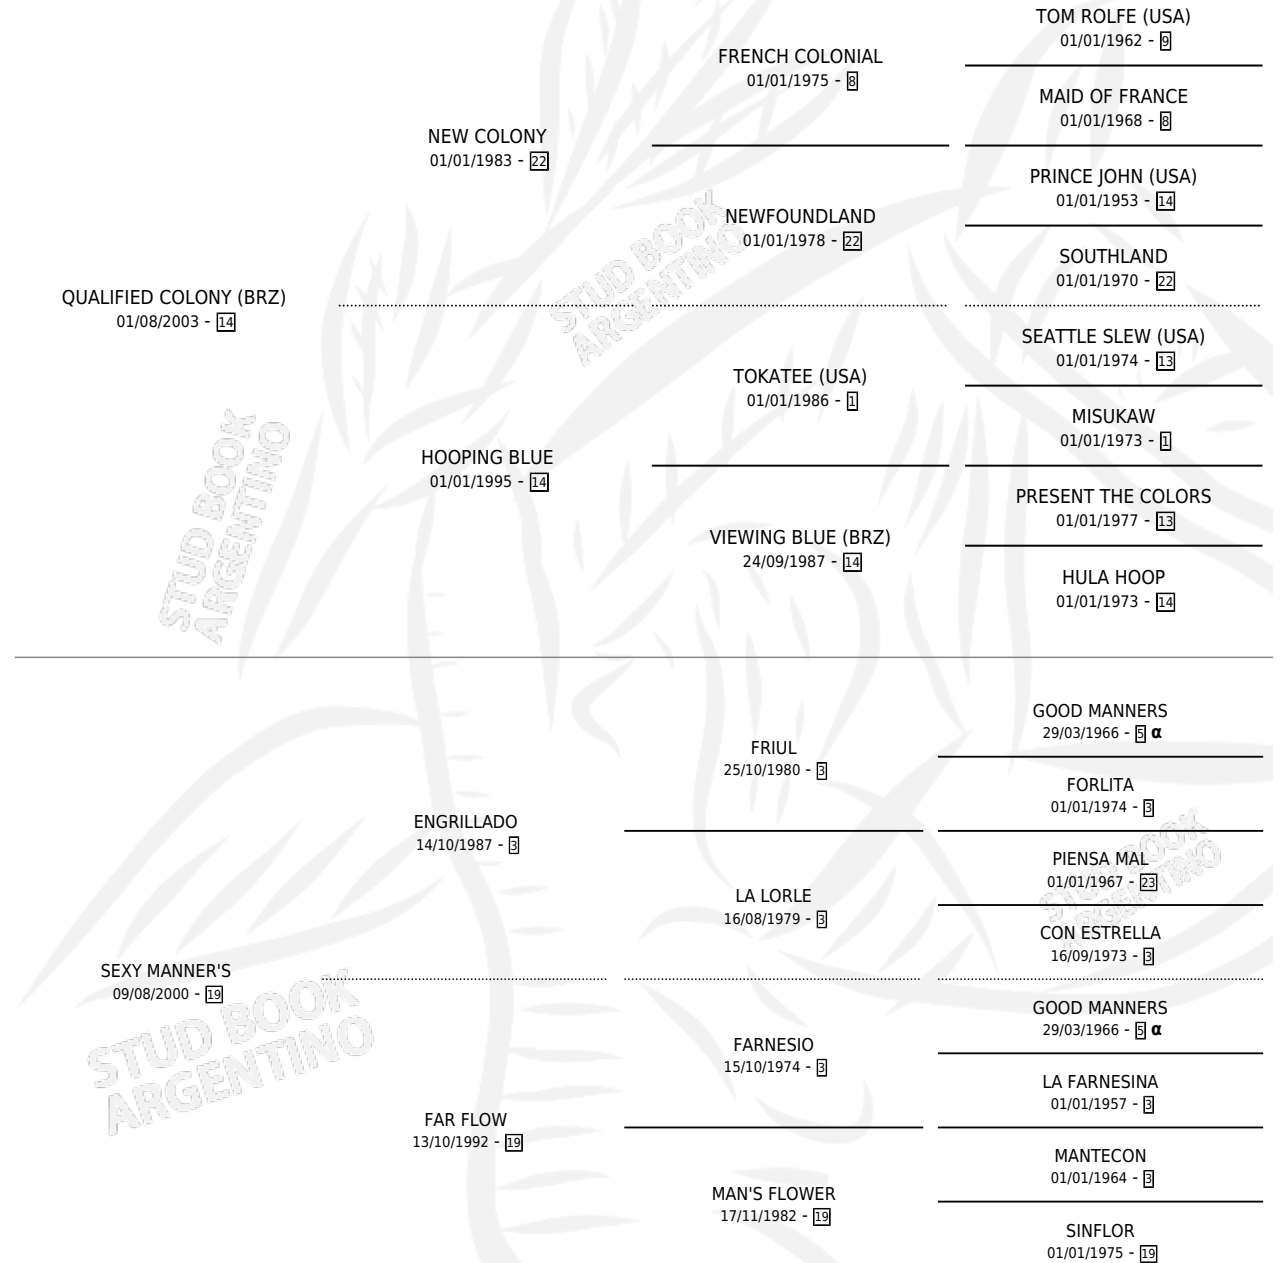 TOM ROLFE (USA)
01/01/1962 - 9
FRENCH COLONIAL
01/01/1975 - 8
MAID OF FRANCE
01/01/1968 - 8
NEW COLONY
01/01/1983 - 22
PRINCE JOHN (USA)
01/01/1953 - 14
NEWFOUNDLAND
01/01/1978 - 22
SOUTHLAND
01/01/1970 - 22
STUD BOOK
ARGENTINO
QUALIFIED COLONY (BRZ)
01/08/2003 - 14
SEATTLE SLEW (USA)
01/01/1974 - 13
TOKATEE (USA)
01/01/1986 - 1
MISUKAW
01/01/1973 - 1
HOOPING BLUE
01/01/1995 - 14
PRESENT THE COLORS
01/01/1977 - 13
VIEWING BLUE (BRZ)
24/09/1987 - 14
HULA HOOP
01/01/1973 - 14
STUD BOOK
ARGENTINO
GOOD MANNERS
29/03/1966 - 5 α
FRIUL
25/10/1980 - 3
FORLITA
01/01/1974 - 3
ENGRILLADO
14/10/1987 - 3
PIENSA MAL
01/01/1967 - 23
LA LORLE
16/08/1979 - 3
CON ESTRELLA
16/09/1973 - 3
STUD BOOK
ARGENTINO
SEXY MANNER'S
09/08/2000 - 19
GOOD MANNERS
29/03/1966 - 5 α
FARNESIO
15/10/1974 - 3
LA FARNESINA
01/01/1957 - 3
STUD BOOK
ARGENTINO
FAR FLOW
13/10/1992 - 19
MANTECON
01/01/1964 - 3
MAN'S FLOWER
17/11/1982 - 19
SINFLOR
01/01/1975 - 19